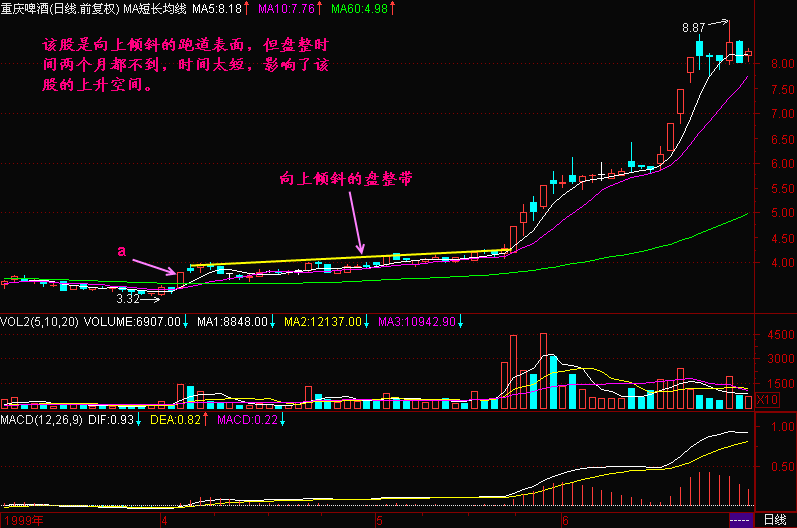 重庆啤酒(日线.前复权) MA短长均线 MA5:8.18↑ MA10:7.76↑ MA60:4.98↑
8.87
该股是向上倾斜的跑道表面，但盘整时
间两个月都不到，时间太短，影响了该
股的上升空间。
8.00
7.50
7.00
6.50
6.00
5.50
5.00
4.50
4.00
向上倾斜的盘整带
a
3.32
VOL2(5,10,20) VOLUME:6907.00↓ MA1:8848.00↓ MA2:12137.00↓ MA3:10942.90↓
4500
3000
1500
X10
MACD(12,26,9) DIF:0.93↓ DEA:0.82↑ MACD:0.22↓
1.00
0.50
1999年 4 5 6 日线